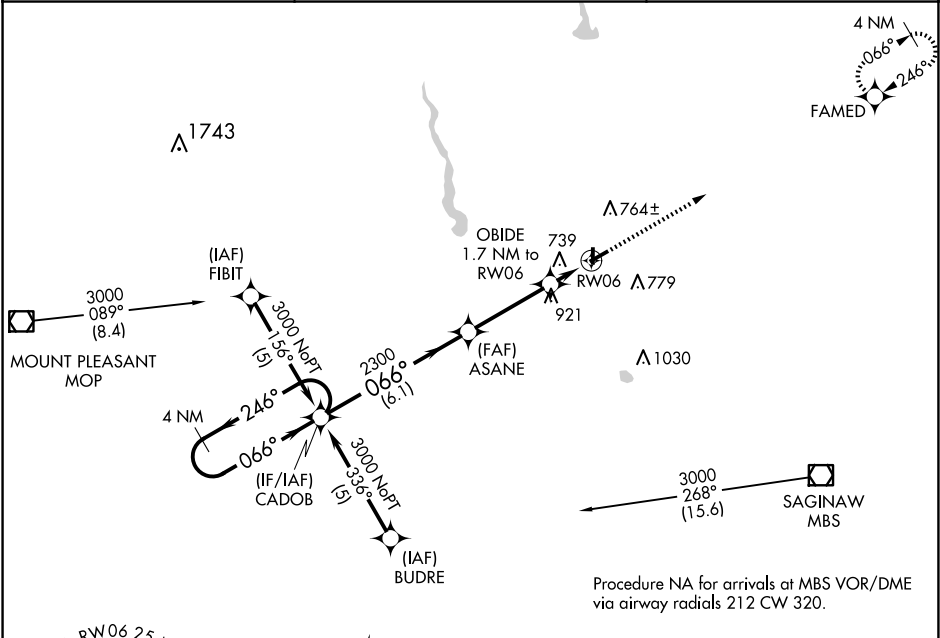 4 NM
066°
246°
FAMED
1743
764±
OBIDE
1.7 NM to
RW06
739
RW06
779
921
(IAF)
FIBIT
3000
089°
(8.4)
MOUNT PLEASANT
MOP
3000 NoPT
156°
(5)
2300
066°
(6.1)
(FAF)
ASANE
1030
4 NM
246°
066°
(IF/IAF)
CADOB
3000 NoPT
336°
(5)
(IAF)
BUDRE
3000
268°
(15.6)
SAGINAW
MBS
Procedure NA for arrivals at MBS VOR/DME
via airway radials 212 CW 320.
RW06 25